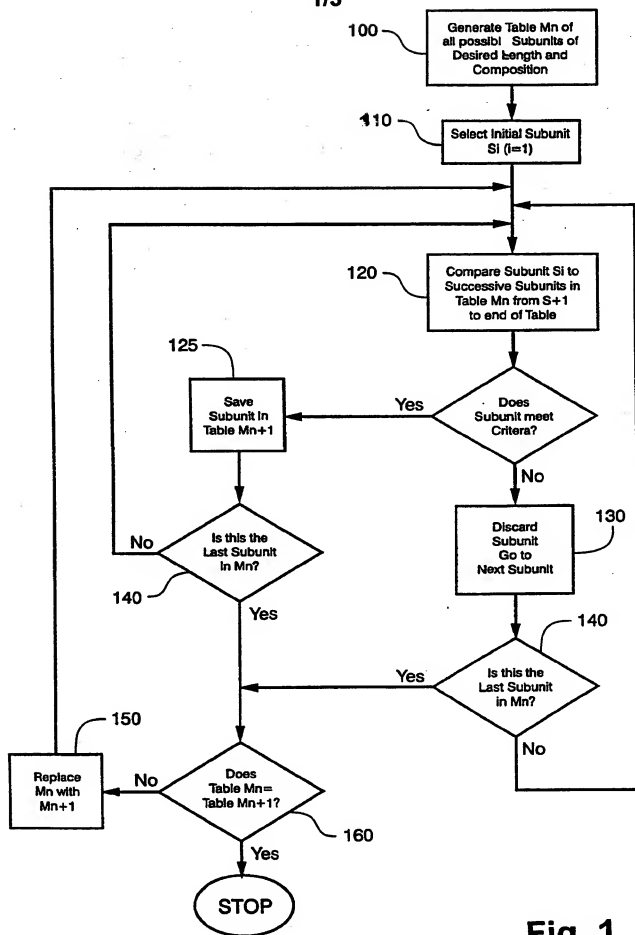 1/3
100
Generate Table Mn of
all possibl Subunits of
Desired Length and
Composition
110
Select Initial Subunit
Si (i=1)
120
Compare Subunit Si to
Successive Subunits in
Table Mn from S+1
to end of Table
125
Save
Subunit in
Table Mn+1
Yes
Does
Subunit meet
Critera?
No
130
Discard
Subunit
Go to
Next Subunit
No
Is this the
Last Subunit
in Mn?
140
Yes
140
Yes
Is this the
Last Subunit
in Mn?
No
150
Replace
Mn with
Mn+1
No
Does
Table Mn=
Table Mn+1?
160
Yes
STOP
Fig. 1